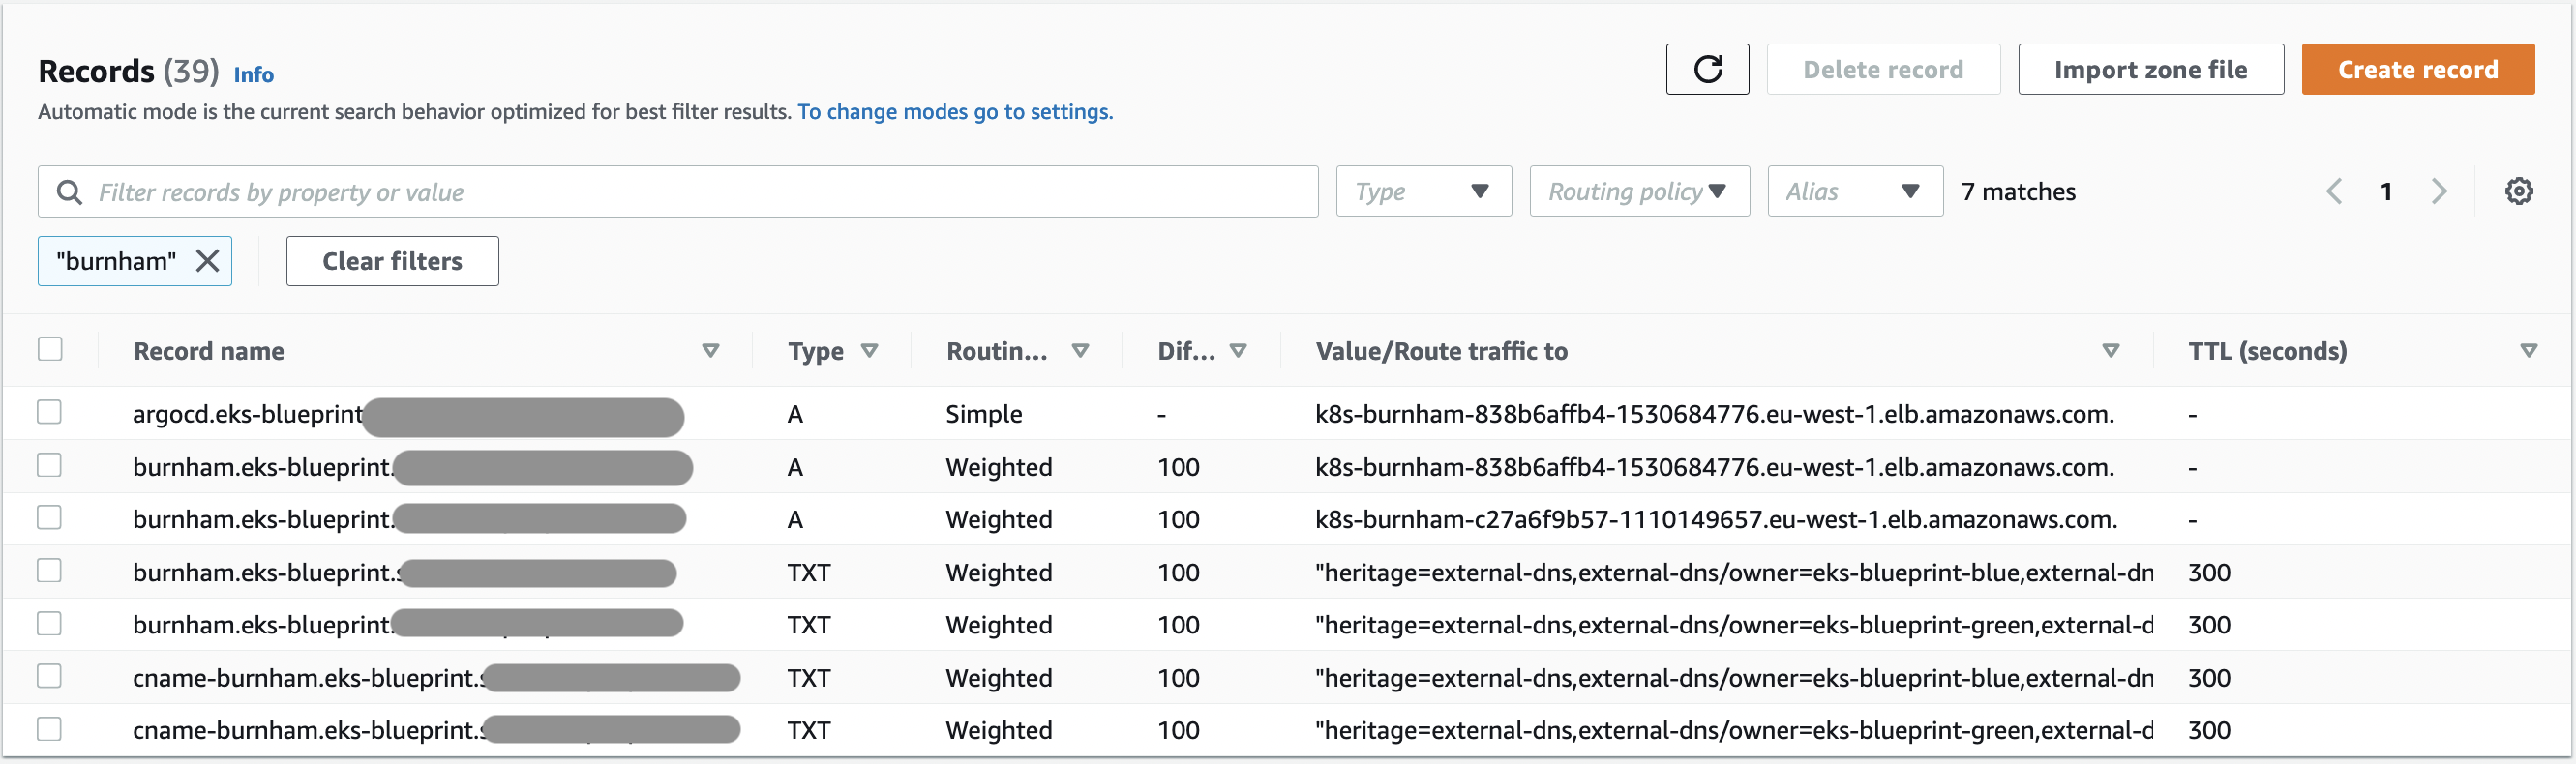 Records (39) Info
Delete record Import zone file Create record
Automatic mode is the current search behavior optimized for best filter results. To change modes go to settings.
Filter records by property or value Type Routing policy Alias 7 matches 1
"burnham" Clear filters
Record name Type Routin... Dif... Value/Route traffic to TTL (seconds)
argocd.eks-blueprint A Simple - k8s-burnham-838b6affb4-1530684776.eu-west-1.elb.amazonaws.com. -
burnham.eks-blueprint. A Weighted 100 k8s-burnham-838b6affb4-1530684776.eu-west-1.elb.amazonaws.com. -
burnham.eks-blueprint. A Weighted 100 k8s-burnham-c27a6f9b57-1110149657.eu-west-1.elb.amazonaws.com. -
burnham.eks-blueprint. TXT Weighted 100 "heritage=external-dns,external-dns/owner=eks-blueprint-blue,external-dn 300
burnham.eks-blueprint. TXT Weighted 100 "heritage=external-dns,external-dns/owner=eks-blueprint-green,external-d 300
cname-burnham.eks-blueprint. TXT Weighted 100 "heritage=external-dns,external-dns/owner=eks-blueprint-blue,external-dn 300
cname-burnham.eks-blueprint. TXT Weighted 100 "heritage=external-dns,external-dns/owner=eks-blueprint-green,external-d 300